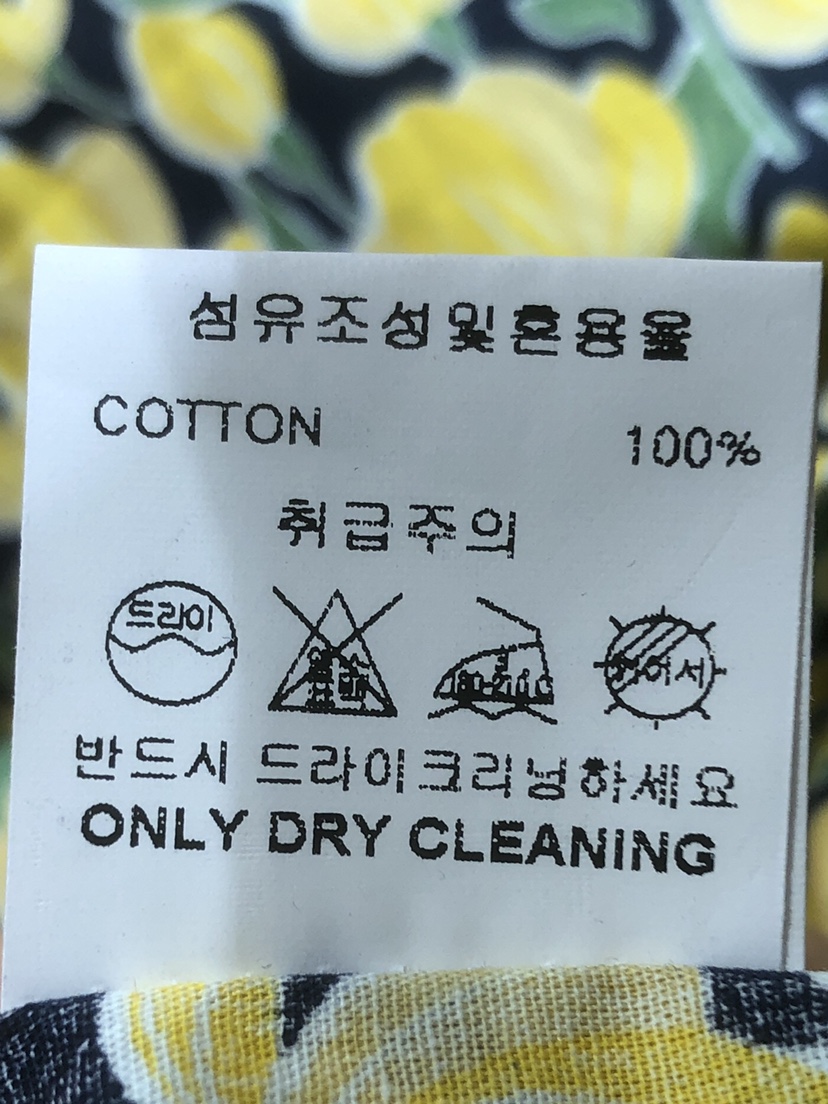 섬유조성및혼용율
COTTON 100%
취급주의
드라이
반드시 드라이크리닝하세요
ONLY DRY CLEANING